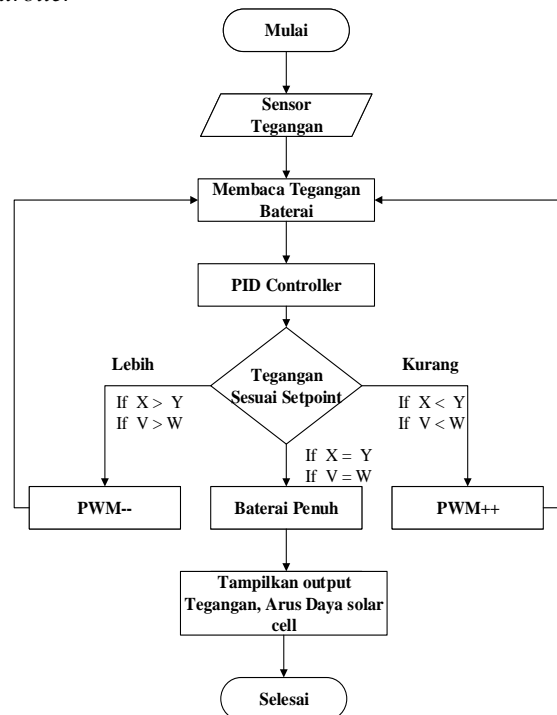 Mulai
Sensor
Tegangan
Membaca Tegangan
Baterai
PID Controller
Lebih
Tegangan
Sesuai Setpoint
Kurang
If X > Y
If V > W
If X = Y
If V = W
If X < Y
If V < W
PWM--
Baterai Penuh
PWM++
Tampilkan output
Tegangan, Arus Daya solar
cell
Selesai